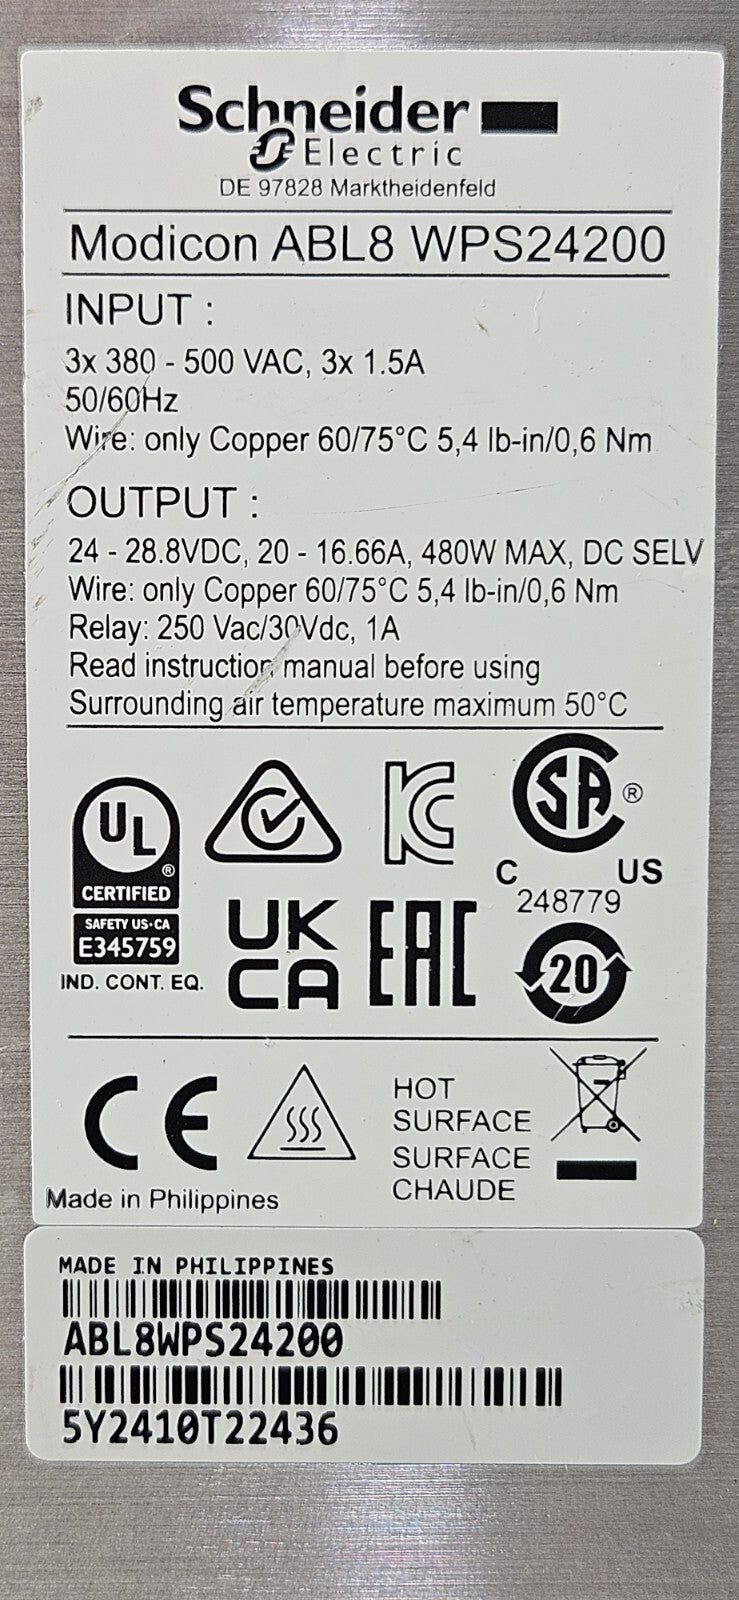 Schneider
Electric
DE 97828 Marktheidenfeld
Modicon ABL8 WPS24200
INPUT :
3x 380 - 500 VAC, 3x 1.5A
50/60Hz
Wire: only Copper 60/75°C 5,4 lb-in/0,6 Nm
OUTPUT :
24 - 28.8VDC, 20 - 16.66A, 480W MAX, DC SELV
Wire: only Copper 60/75°C 5,4 lb-in/0,6 Nm
Relay: 250 Vac/30Vdc, 1A
Read instruction manual before using
Surrounding air temperature maximum 50°C
UL ®
CERTIFIED
SAFETY US·CA
E345759
IND. CONT. EQ.
KC
SA ®
C US
248779
UK
CA
EAC
20
CE
HOT
SURFACE
SURFACE
CHAUDE
Made in Philippines
MADE IN PHILIPPINES
ABL8WPS24200
5Y2410T22436